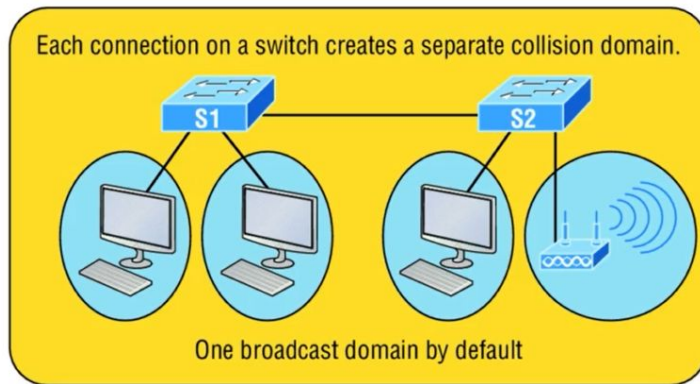 Each connection on a switch creates a separate collision domain.
S1
S2
One broadcast domain by default